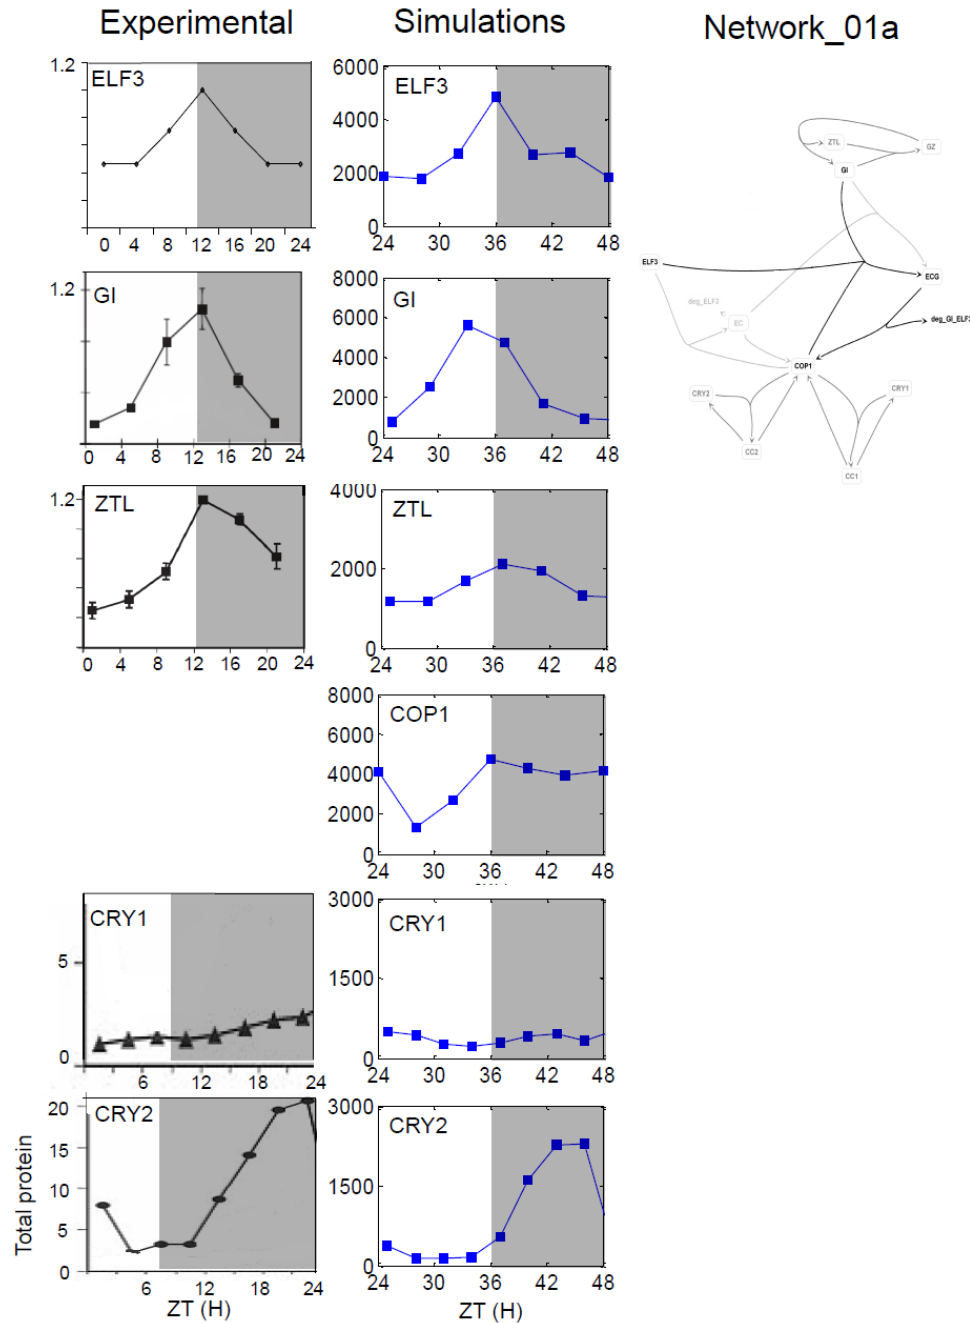 Experimental
Simulations
Network_01a
1.2
ELF3
0 4 8 12 16 20 24
6000
4000
2000
0
ELF3
24 30 36 42 48
1.2
GI
0 4 8 12 16 21 24
8000
6000
4000
2000
0
GI
24 30 36 42 48
1.2
ZTL
0 4 8 12 16 20 24
4000
2000
0
ZTL
24 30 36 42 48
8000
6000
4000
2000
0
COP1
24 30 36 42 48
5
0
CRY1
6 12 18 24
3000
1500
0
CRY1
24 30 36 42 48
Total protein
20
15
10
5
0
CRY2
6 12 18 24
ZT (H)
3000
1500
0
CRY2
24 30 36 42 48
ZT (H)
ZTL
GZ
GI
ELF3
ECG
deg_ELF3
EC
deg_GI_ELF3
COP1
CRY2
CRY1
CC2
CC1